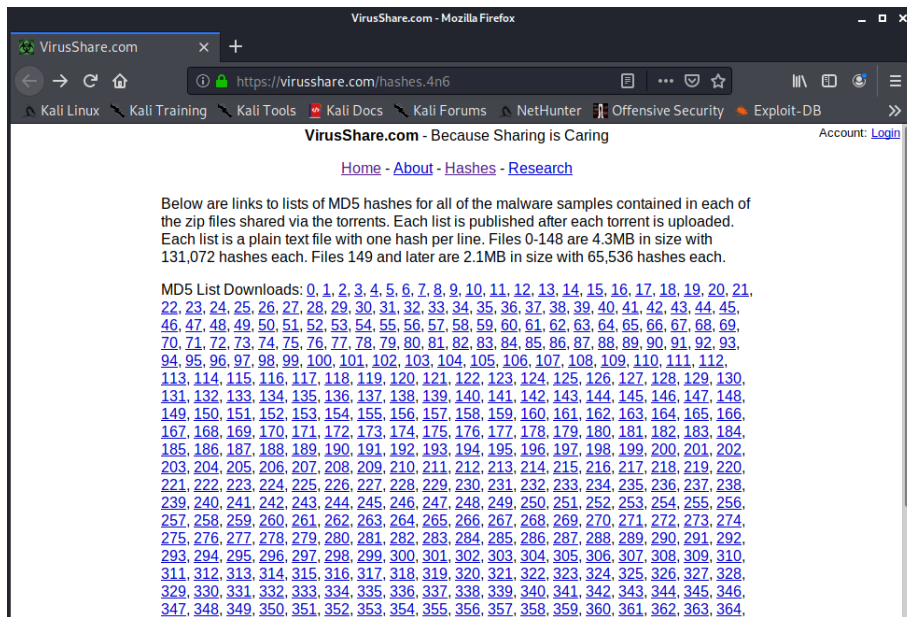 VirusShare.com - Mozilla Firefox
VirusShare.com
https://virusshare.com/hashes.4n6
Kali Linux Kali Training Kali Tools Kali Docs Kali Forums NetHunter Offensive Security Exploit-DB
VirusShare.com - Because Sharing is Caring
Account: Login
Home - About - Hashes - Research
Below are links to lists of MD5 hashes for all of the malware samples contained in each of
the zip files shared via the torrents. Each list is published after each torrent is uploaded.
Each list is a plain text file with one hash per line. Files 0-148 are 4.3MB in size with
131,072 hashes each. Files 149 and later are 2.1MB in size with 65,536 hashes each.
MD5 List Downloads: 0, 1, 2, 3, 4, 5, 6, 7, 8, 9, 10, 11, 12, 13, 14, 15, 16, 17, 18, 19, 20, 21,
22, 23, 24, 25, 26, 27, 28, 29, 30, 31, 32, 33, 34, 35, 36, 37, 38, 39, 40, 41, 42, 43, 44, 45,
46, 47, 48, 49, 50, 51, 52, 53, 54, 55, 56, 57, 58, 59, 60, 61, 62, 63, 64, 65, 66, 67, 68, 69,
70, 71, 72, 73, 74, 75, 76, 77, 78, 79, 80, 81, 82, 83, 84, 85, 86, 87, 88, 89, 90, 91, 92, 93,
94, 95, 96, 97, 98, 99, 100, 101, 102, 103, 104, 105, 106, 107, 108, 109, 110, 111, 112,
113, 114, 115, 116, 117, 118, 119, 120, 121, 122, 123, 124, 125, 126, 127, 128, 129, 130,
131, 132, 133, 134, 135, 136, 137, 138, 139, 140, 141, 142, 143, 144, 145, 146, 147, 148,
149, 150, 151, 152, 153, 154, 155, 156, 157, 158, 159, 160, 161, 162, 163, 164, 165, 166,
167, 168, 169, 170, 171, 172, 173, 174, 175, 176, 177, 178, 179, 180, 181, 182, 183, 184,
185, 186, 187, 188, 189, 190, 191, 192, 193, 194, 195, 196, 197, 198, 199, 200, 201, 202,
203, 204, 205, 206, 207, 208, 209, 210, 211, 212, 213, 214, 215, 216, 217, 218, 219, 220,
221, 222, 223, 224, 225, 226, 227, 228, 229, 230, 231, 232, 233, 234, 235, 236, 237, 238,
239, 240, 241, 242, 243, 244, 245, 246, 247, 248, 249, 250, 251, 252, 253, 254, 255, 256,
257, 258, 259, 260, 261, 262, 263, 264, 265, 266, 267, 268, 269, 270, 271, 272, 273, 274,
275, 276, 277, 278, 279, 280, 281, 282, 283, 284, 285, 286, 287, 288, 289, 290, 291, 292,
293, 294, 295, 296, 297, 298, 299, 300, 301, 302, 303, 304, 305, 306, 307, 308, 309, 310,
311, 312, 313, 314, 315, 316, 317, 318, 319, 320, 321, 322, 323, 324, 325, 326, 327, 328,
329, 330, 331, 332, 333, 334, 335, 336, 337, 338, 339, 340, 341, 342, 343, 344, 345, 346,
347, 348, 349, 350, 351, 352, 353, 354, 355, 356, 357, 358, 359, 360, 361, 362, 363, 364,